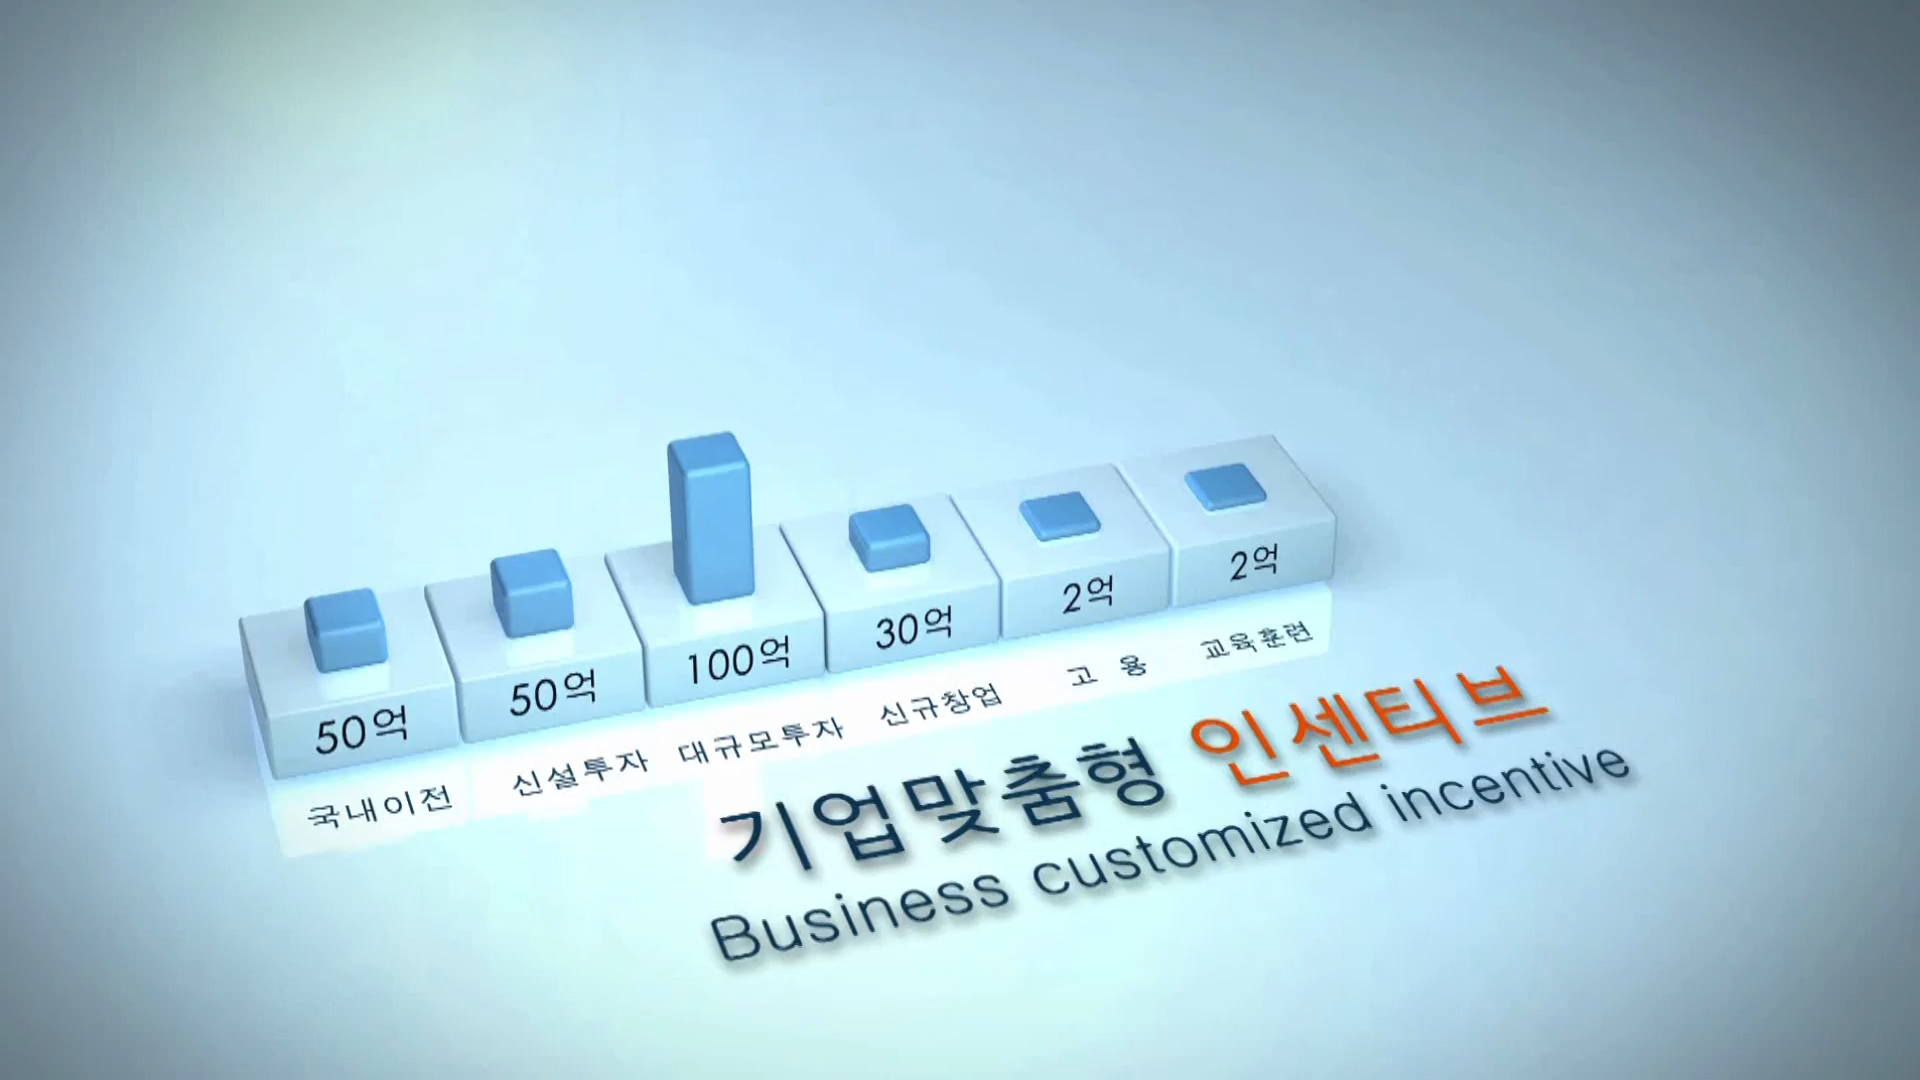 50억 50억 100억 30억 2억 2억
국내이전 신설투자 대규모투자 신규창업 고 용 교육훈련
기업맞춤형 인센티브
Business customized incentive